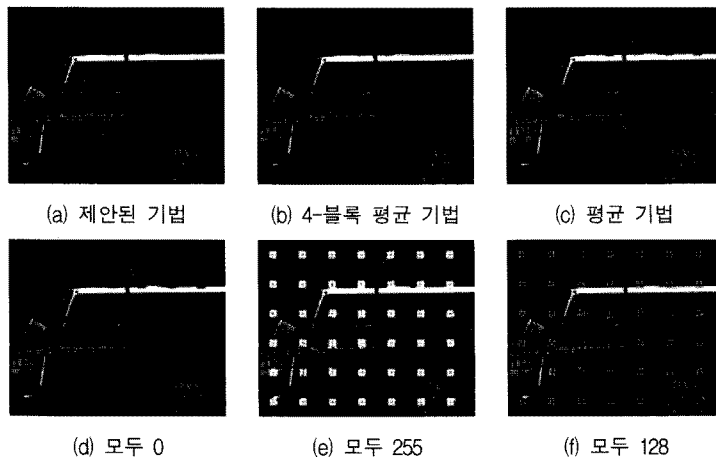 (a) 제안된 기법
(b) 4-블록 평균 기법
(c) 평균 기법
(d) 모두 0
(e) 모두 255
(f) 모두 128